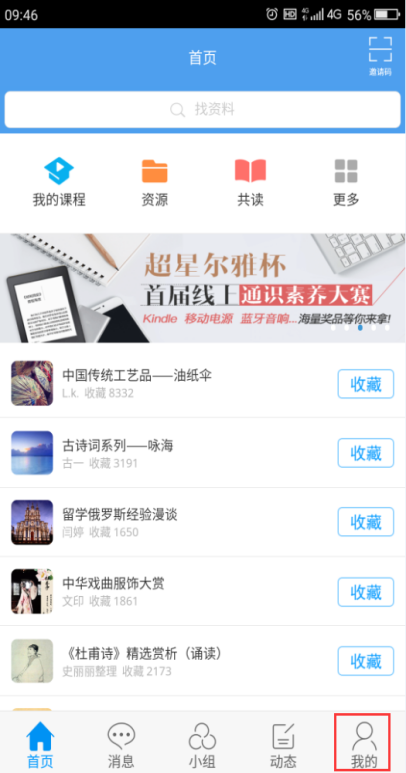 09:46
HD 4G 4G 56%
首页
邀请码
找资料
我的课程 资源 共读 更多
超星尔雅杯
首届线上通识素养大赛
Kindle 移动电源 蓝牙音响...海量奖品等你来拿!
中国传统工艺品——油纸伞
L.k. 收藏 8332
收藏
古诗词系列——咏海
古一 收藏 3191
收藏
留学俄罗斯经验漫谈
闫婷 收藏 1650
收藏
中华戏曲服饰大赏
文印 收藏 1861
收藏
《杜甫诗》精选赏析（诵读）
史丽丽整理 收藏 2173
收藏
首页 消息 小组 动态 我的